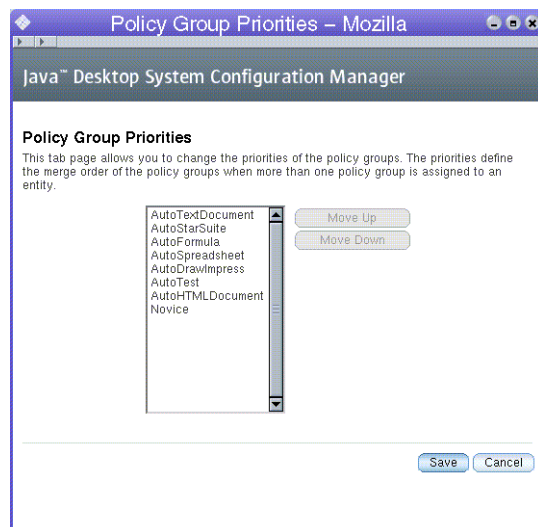 Policy Group Priorities – Mozilla
Java™ Desktop System Configuration Manager
Policy Group Priorities
This tab page allows you to change the priorities of the policy groups. The priorities define
the merge order of the policy groups when more than one policy group is assigned to an
entity.
AutoTextDocument
AutoStarSuite
AutoFormula
AutoSpreadsheet
AutoDrawImpress
AutoTest
AutoHTMLDocument
Novice
Move Up
Move Down
Save
Cancel